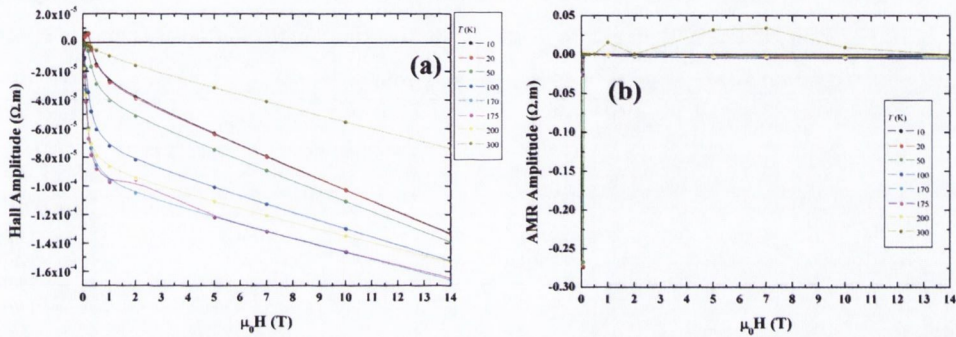 2.0x10⁻⁵
0.0
-2.0x10⁻⁵
-4.0x10⁻⁵
-6.0x10⁻⁵
-8.0x10⁻⁵
-1.0x10⁻⁴
-1.2x10⁻⁴
-1.4x10⁻⁴
-1.6x10⁻⁴
Hall Amplitude (Ω.m)
(a)
0 1 2 3 4 5 6 7 8 9 10 11 12 13 14
μ₀H (T)
T (K)
10
20
50
100
170
175
200
300
0.05
0.00
-0.05
-0.10
-0.15
-0.20
-0.25
-0.30
AMR Amplitude (Ω.m)
(b)
T (K)
10
20
50
100
170
175
200
300
0 1 2 3 4 5 6 7 8 9 10 11 12 13 14
μ₀H (T)